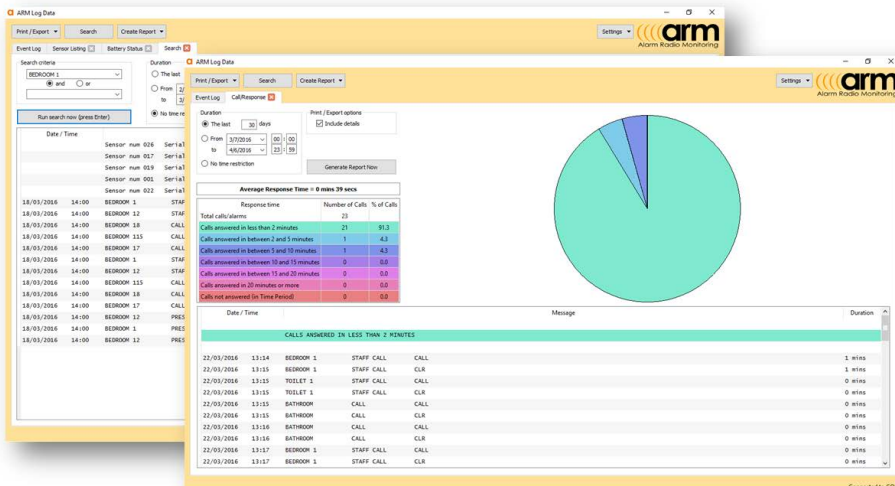 ARM Log Data
Print / Export Search Create Report Settings
arm
Alarm Radio Monitoring
Event Log Sensor Listing Battery Status Search
Search criteria
BEDROOM 1
and or
Run search now (press Enter)
Duration
The last
From 2/
to 3/
No time re
Date / Time
Sensor num 026 Serial
Sensor num 017 Serial
Sensor num 019 Serial
Sensor num 001 Serial
Sensor num 022 Serial
18/03/2016 14:00 BEDROOM 1 STAF
18/03/2016 14:00 BEDROOM 12 STAF
18/03/2016 14:00 BEDROOM 18 CALL
18/03/2016 14:00 BEDROOM 115 CALL
18/03/2016 14:00 BEDROOM 17 CALL
18/03/2016 14:00 BEDROOM 1 STAF
18/03/2016 14:00 BEDROOM 12 STAF
18/03/2016 14:00 BEDROOM 115 CALL
18/03/2016 14:00 BEDROOM 18 CALL
18/03/2016 14:00 BEDROOM 17 CALL
18/03/2016 14:00 BEDROOM 12 PRES
18/03/2016 14:00 BEDROOM 1 PRES
18/03/2016 14:00 BEDROOM 12 PRES
ARM Log Data
Print / Export Search Create Report Settings
arm
Alarm Radio Monitoring
Event Log Call/Response
Duration
The last 30 days
From 3/7/2016 00 : 00
to 4/6/2016 23 : 59
No time restriction
Print / Export options
Include details
Generate Report Now
Average Response Time = 0 mins 39 secs
Response time Number of Calls % of Calls
Total calls/alarms 23
Calls answered in less than 2 minutes 21 91.3
Calls answered in between 2 and 5 minutes 1 4.3
Calls answered in between 5 and 10 minutes 1 4.3
Calls answered in between 10 and 15 minutes 0 0.0
Calls answered in between 15 and 20 minutes 0 0.0
Calls answered in 20 minutes or more 0 0.0
Calls not answered (in Time Period) 0 0.0
Date / Time Message Duration
CALLS ANSWERED IN LESS THAN 2 MINUTES
22/03/2016 13:14 BEDROOM 1 STAFF CALL CALL 1 mins
22/03/2016 13:15 BEDROOM 1 STAFF CALL CLR 1 mins
22/03/2016 13:15 TOILET 1 STAFF CALL CALL 0 mins
22/03/2016 13:15 TOILET 1 STAFF CALL CLR 0 mins
22/03/2016 13:15 BATHROOM CALL CALL 0 mins
22/03/2016 13:15 BATHROOM CALL CLR 0 mins
22/03/2016 13:16 BATHROOM CALL CALL 0 mins
22/03/2016 13:16 BATHROOM CALL CLR 0 mins
22/03/2016 13:17 BEDROOM 1 STAFF CALL CALL 0 mins
22/03/2016 13:17 BEDROOM 1 STAFF CALL CLR 0 mins